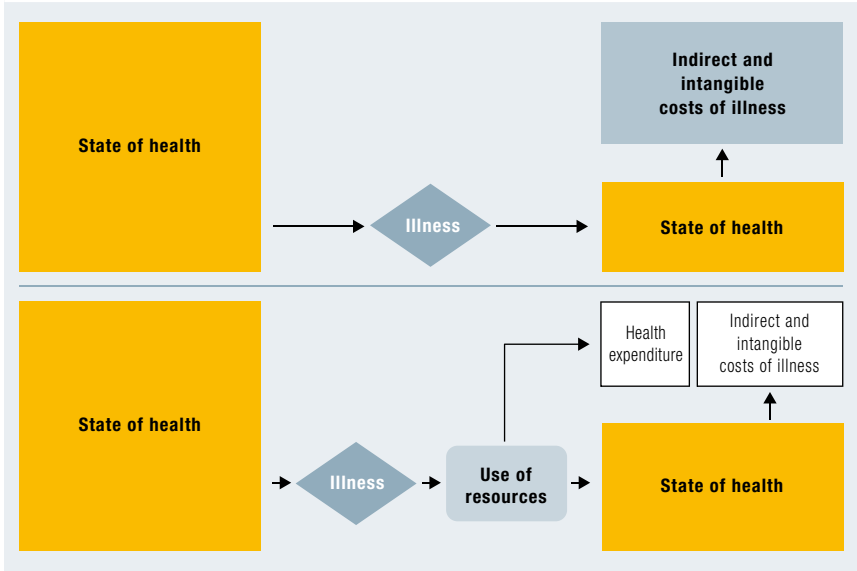 State of health
Illness
Indirect and
intangible
costs of illness
State of health
State of health
Illness
Use of
resources
Health
expenditure
Indirect and
intangible
costs of illness
State of health